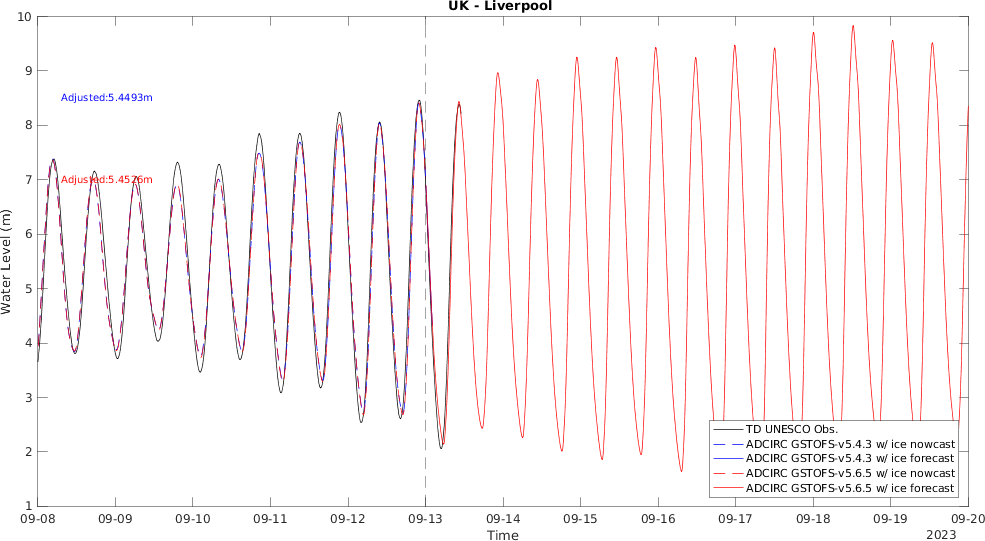 UK - Liverpool
10
9
8
7
6
5
4
3
2
1
Water Level (m)
Adjusted:5.4493m
Adjusted:5.4526m
TD UNESCO Obs.
ADCIRC GSTOFS-v5.4.3 w/ ice nowcast
ADCIRC GSTOFS-v5.4.3 w/ ice forecast
ADCIRC GSTOFS-v5.6.5 w/ ice nowcast
ADCIRC GSTOFS-v5.6.5 w/ ice forecast
09-08 09-09 09-10 09-11 09-12 09-13 09-14 09-15 09-16 09-17 09-18 09-19 09-20
Time
2023